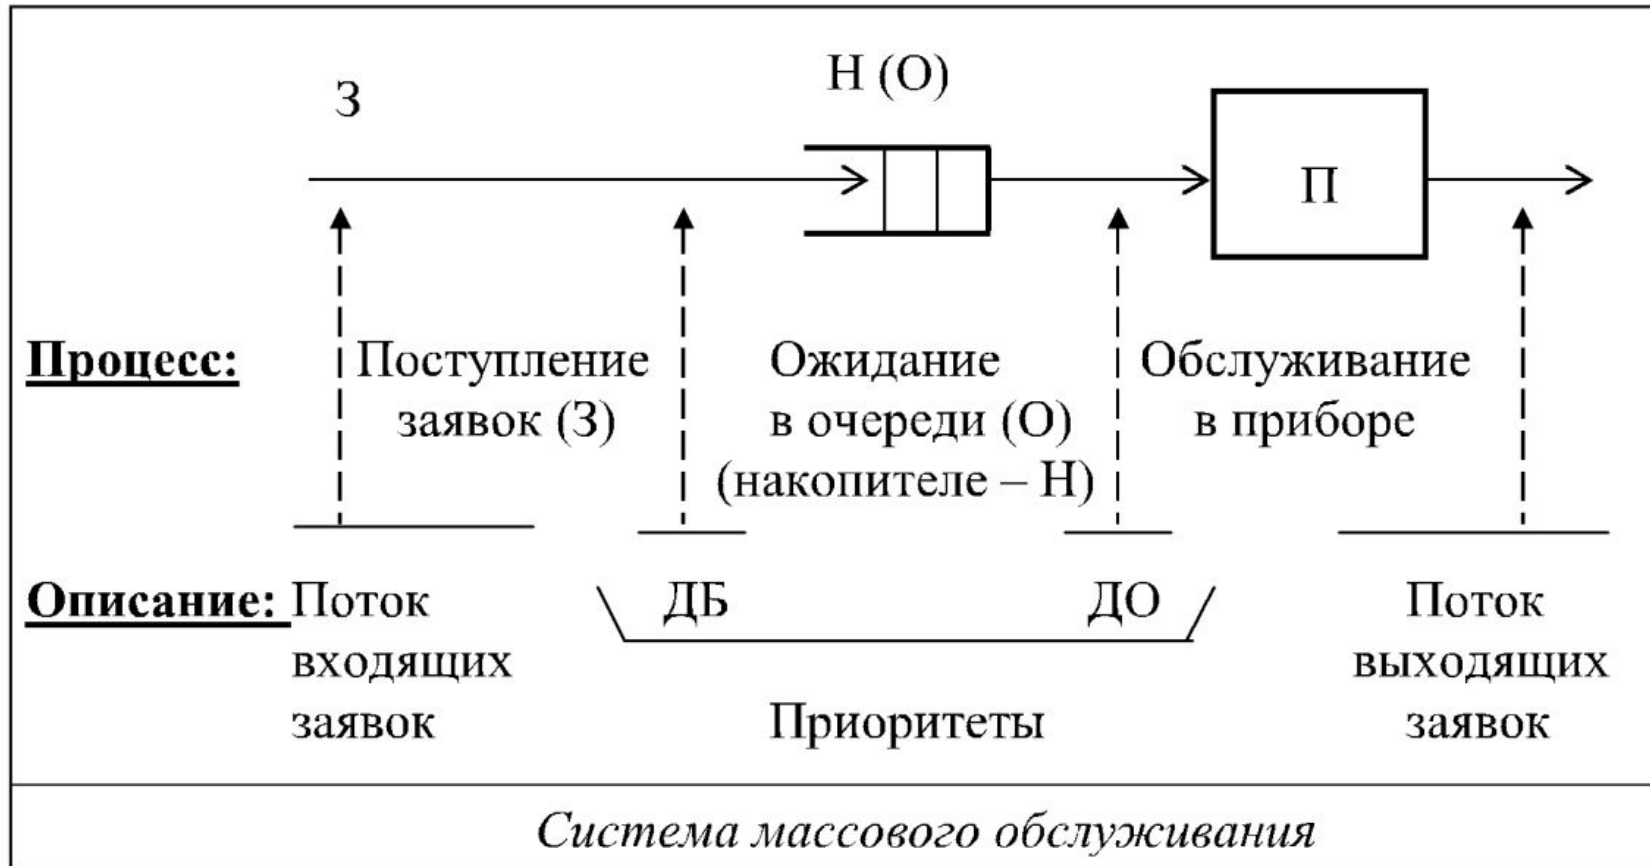 З
Н (О)
П
Процесс:
Поступление
заявок (З)
Ожидание
в очереди (О)
(накопителе – Н)
Обслуживание
в приборе
Описание:
Поток
входящих
заявок
ДБ
ДО
Приоритеты
Поток
выходящих
заявок
Система массового обслуживания